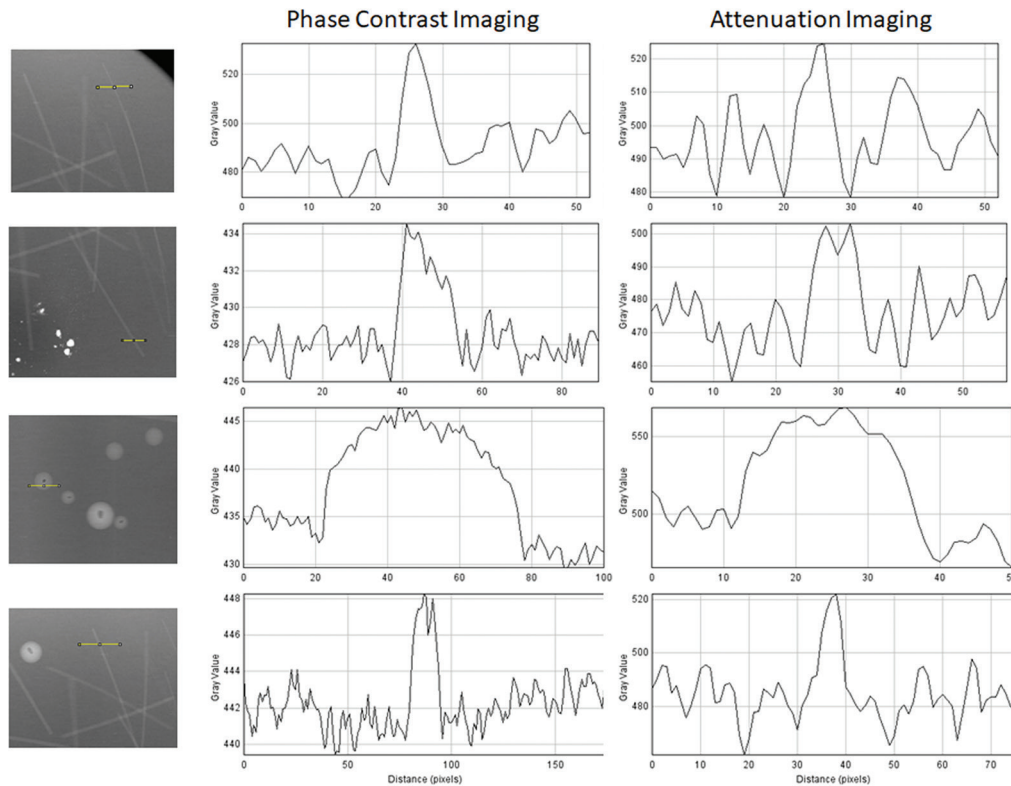 Phase Contrast Imaging
Attenuation Imaging
Gray Value
520
500
480
0 10 20 30 40 50
Gray Value
520
510
500
490
480
0 10 20 30 40 50
Gray Value
434
432
430
428
426
0 20 40 60 80
Gray Value
500
490
480
470
460
0 10 20 30 40 50
Gray Value
445
440
435
430
0 20 40 60 80 100
Gray Value
550
500
0 10 20 30 40 50
Gray Value
448
446
444
442
440
0 50 100 150
Distance (pixels)
Gray Value
520
500
480
0 10 20 30 40 50 60 70
Distance (pixels)